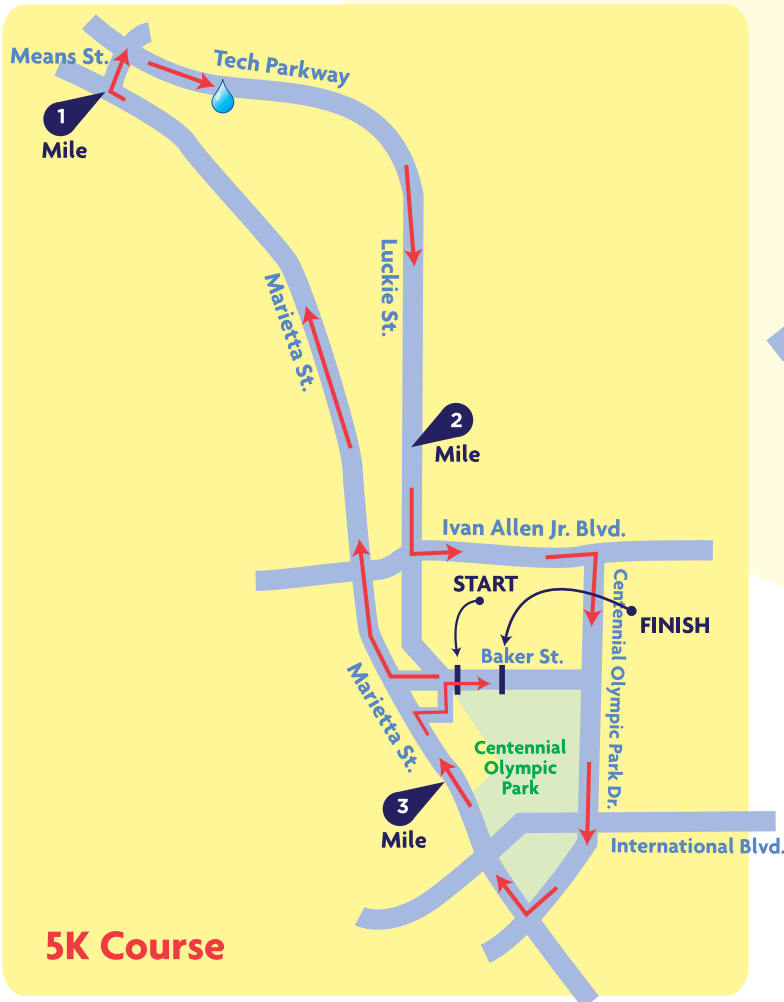 Means St.
Tech Parkway
1
Mile
Luckie St.
Marietta St.
2
Mile
Ivan Allen Jr. Blvd.
START
Centennial Olympic Park Dr.
FINISH
Baker St.
Marietta St.
Centennial
Olympic
Park
3
Mile
International Blvd.
5K Course